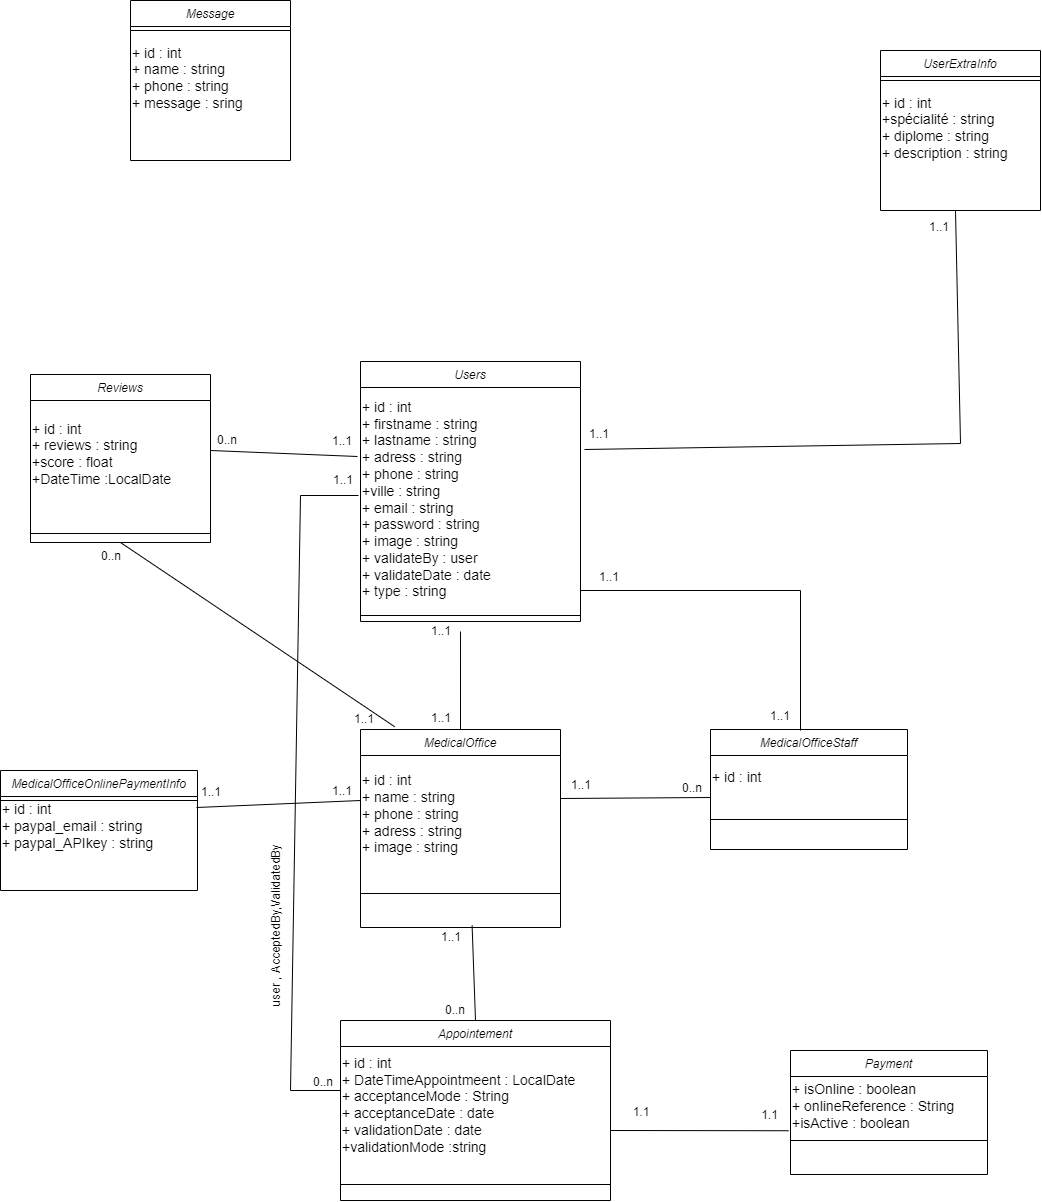 Message
+ id : int
+ name : string
+ phone : string
+ message : sring
UserExtraInfo
+ id : int
+spécialité : string
+ diplome : string
+ description : string
1..1
Reviews
+ id : int
+ reviews : string
+score : float
+DateTime :LocalDate
0..n
1..1
1..1
0..n
Users
+ id : int
+ firstname : string
+ lastname : string
+ adress : string
+ phone : string
+ville : string
+ email : string
+ password : string
+ image : string
+ validateBy : user
+ validateDate : date
+ type : string
1..1
1..1
1..1
1..1
1..1
1..1
MedicalOffice
+ id : int
+ name : string
+ phone : string
+ adress : string
+ image : string
MedicalOfficeStaff
+ id : int
1..1
0..n
MedicalOfficeOnlinePaymentInfo
+ id : int
+ paypal_email : string
+ paypal_APIkey : string
1..1
1..1
user , AcceptedBy,ValidatedBy
1..1
0..n
0..n
Appointement
+ id : int
+ DateTimeAppointmeent : LocalDate
+ acceptanceMode : String
+ acceptanceDate : date
+ validationDate : date
+validationMode :string
1.1
1.1
Payment
+ isOnline : boolean
+ onlineReference : String
+isActive : boolean